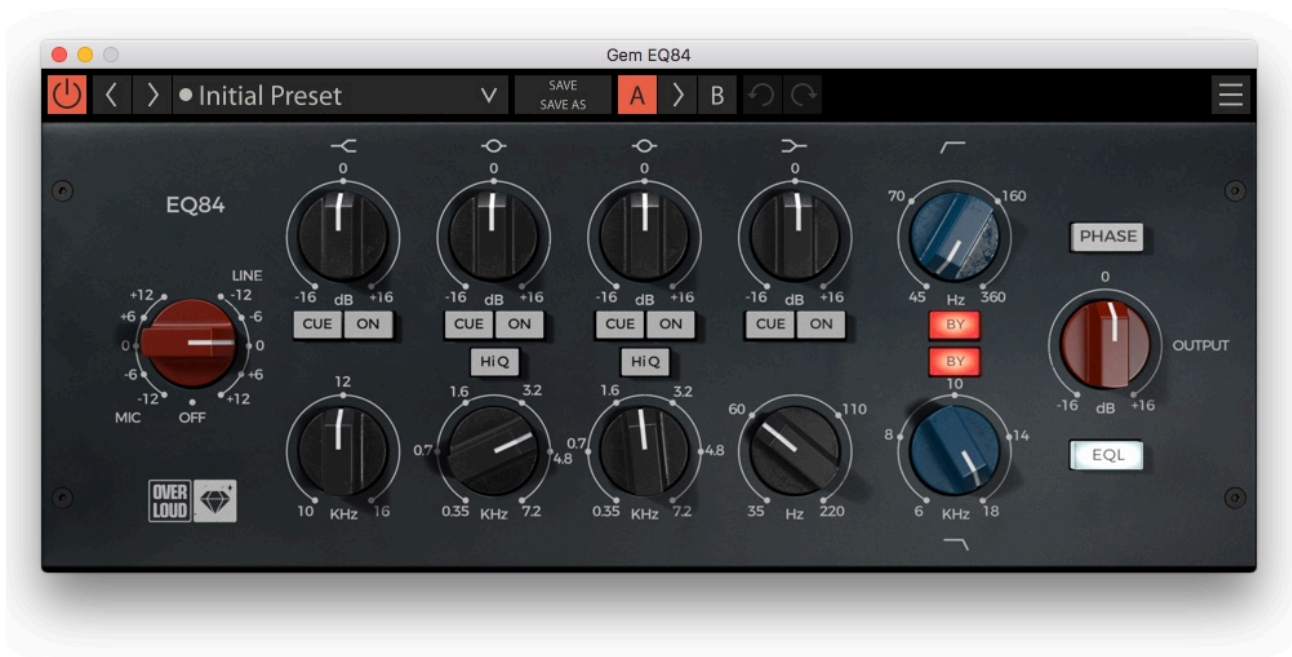 Gem EQ84
Initial Preset
SAVE
SAVE AS
A
B
EQ84
0 0 0 0
70 160
-16 dB +16
-16 dB +16
-16 dB +16
-16 dB +16
45 Hz 360
CUE ON
CUE ON
CUE ON
CUE ON
BY
HiQ
HiQ
BY
PHASE
0
OUTPUT
-16 dB +16
EQL
LINE
+12 -12
+6 -6
0 0
-6 +6
-12 +12
MIC OFF
12
10 KHz 16
1.6 3.2
0.7 4.8
0.35 KHz 7.2
1.6 3.2
0.7 4.8
0.35 KHz 7.2
60 110
35 Hz 220
10
8 14
6 KHz 18
OVER
LOUD